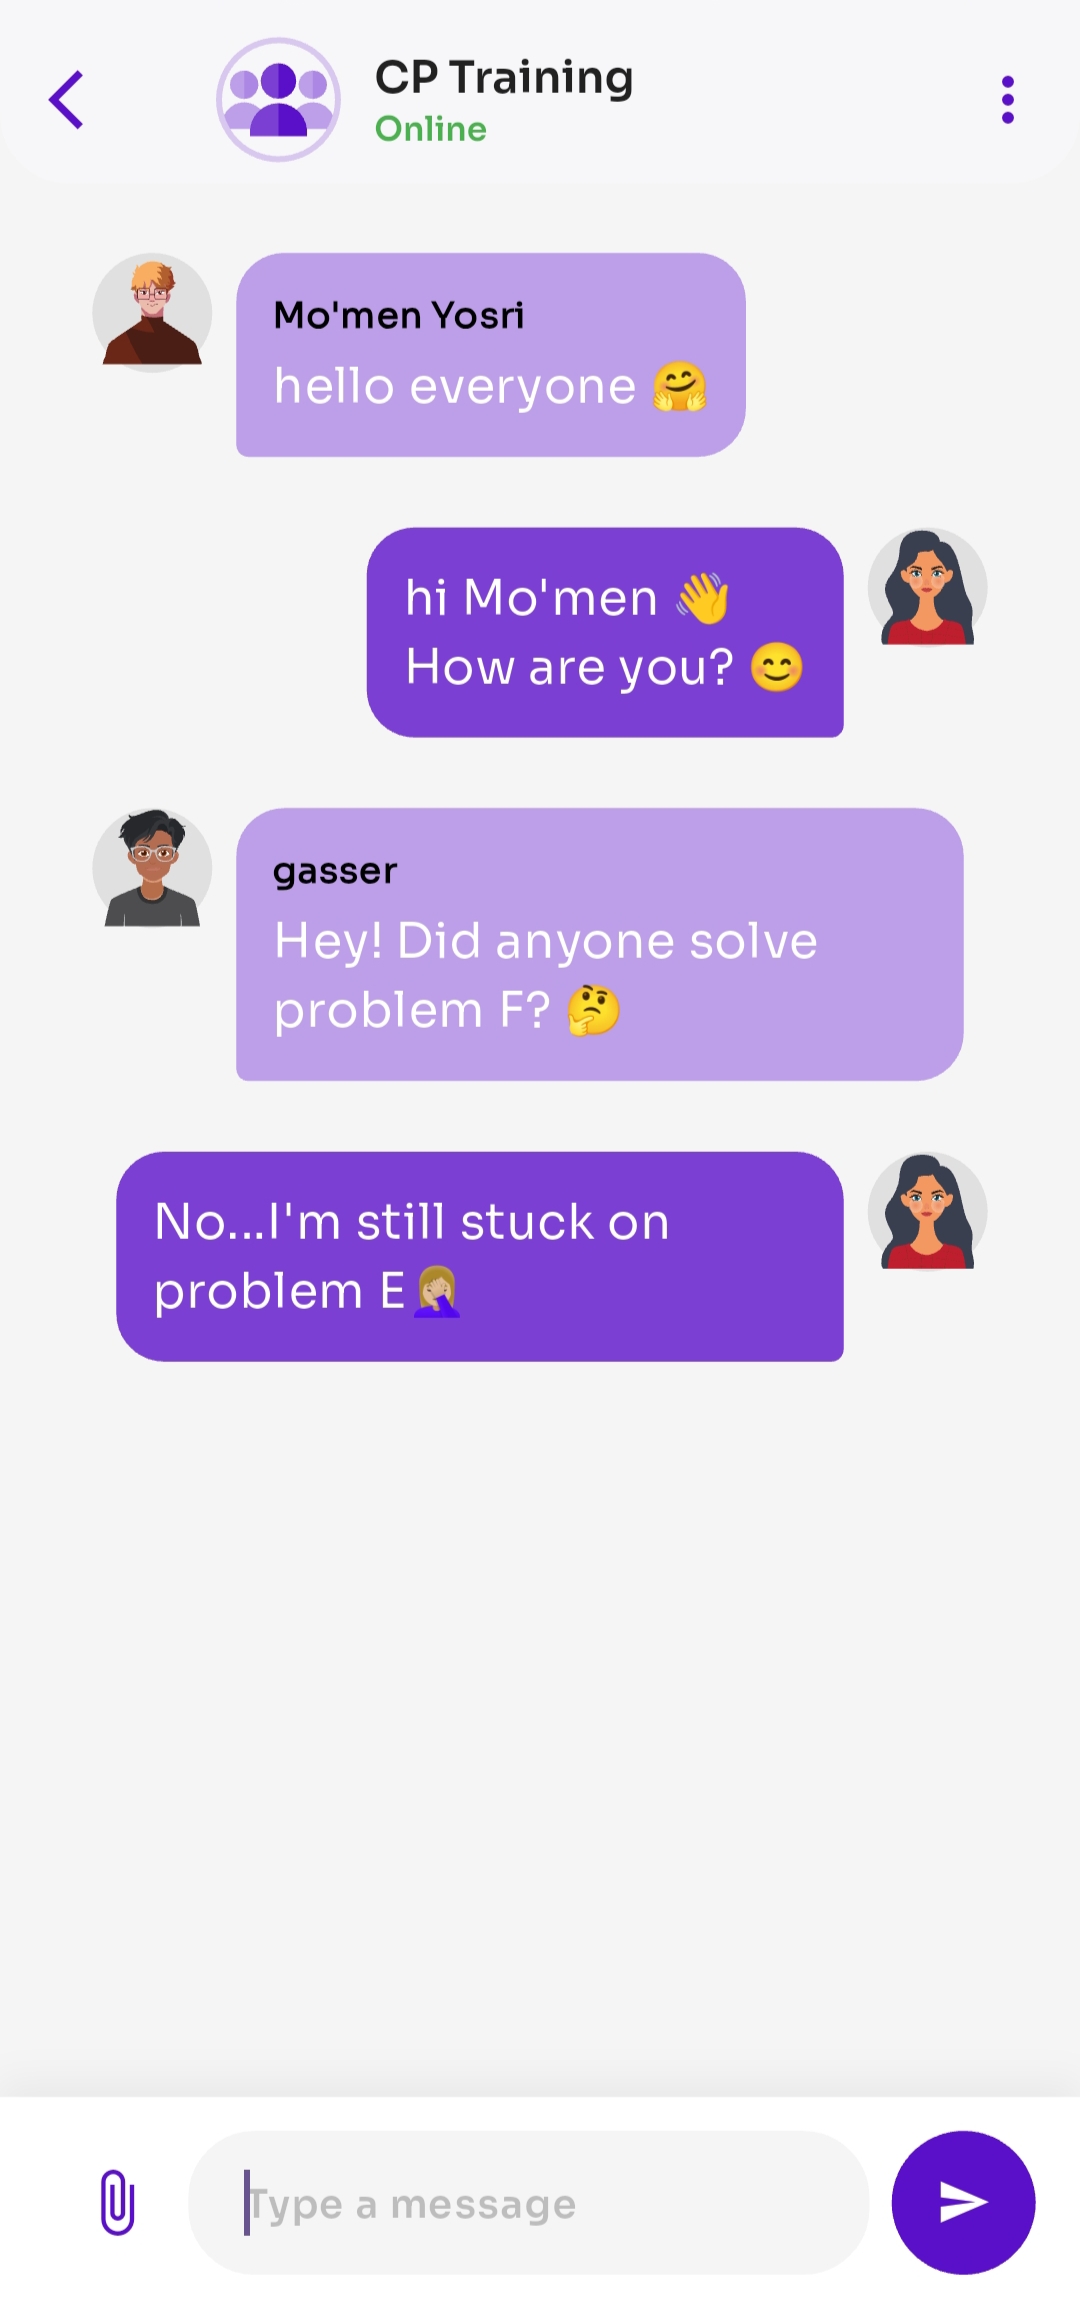 CP Training
Online
Mo'men Yosri
hello everyone 🤗
hi Mo'men 👋
How are you? 😊
gasser
Hey! Did anyone solve
problem F? 🤔
No...I'm still stuck on
problem E🤦🏼‍♀️
Type a message